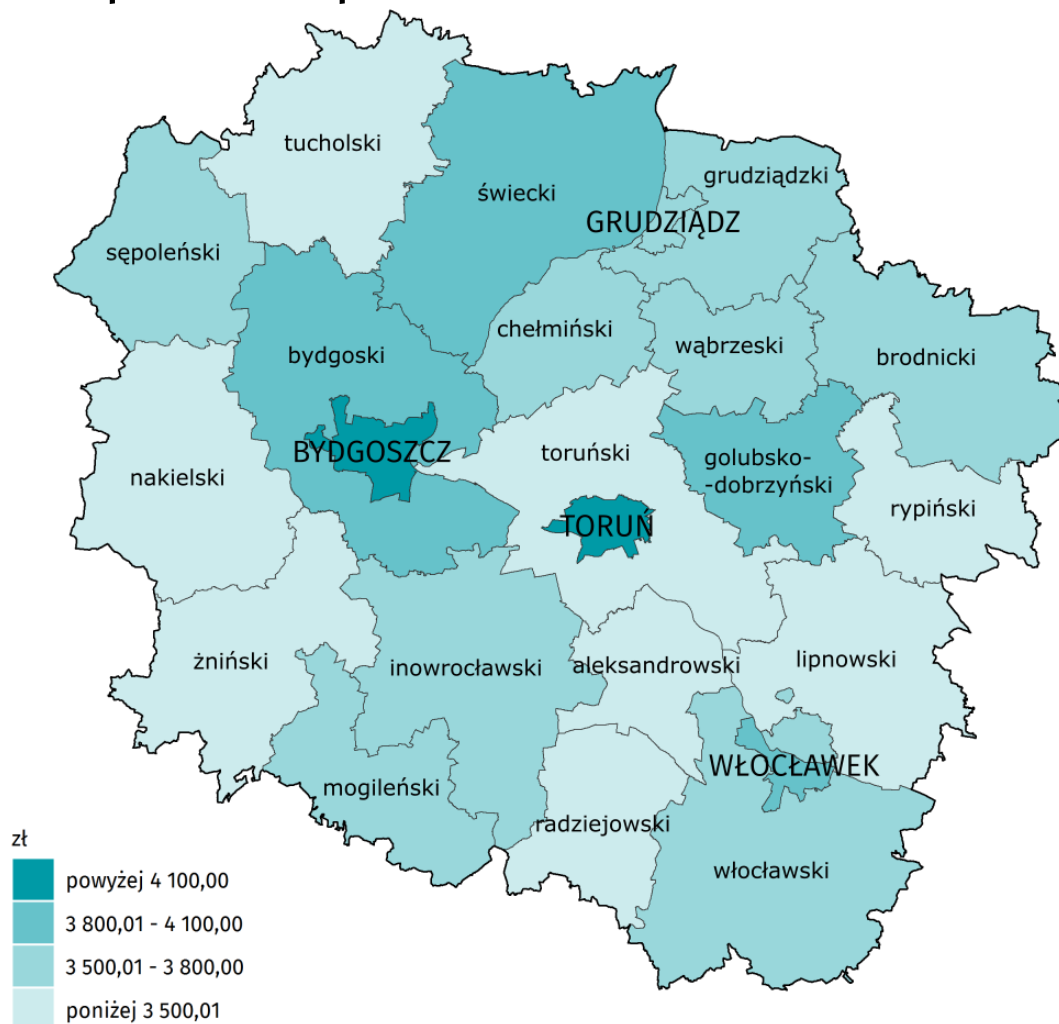 tucholski
grudziądzki
świecki
GRUDZIĄDZ
sępoleński
chełmiński
wąbrzeski
bydgoski
brodnicki
BYDGOSZCZ
toruński
golubsko-
-dobrzyński
nakielski
rypiński
TORUŃ
żniński
inowrocławski
aleksandrowski
lipnowski
WŁOCŁAWEK
mogileński
radziejowski
włocławski
zł
powyżej 4 100,00
3 800,01 - 4 100,00
3 500,01 - 3 800,00
poniżej 3 500,01